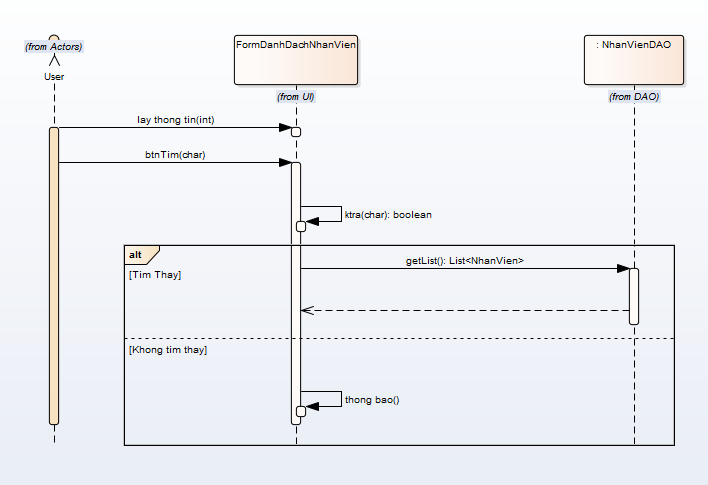 (from Actors)
User
FormDanhDachNhanVien
(from UI)
: NhanVienDAO
(from DAO)
lay thong tin(int)
btnTim(char)
ktra(char): boolean
alt
[Tim Thay]
getList(): List<NhanVien>
[Khong tim thay]
thong bao()